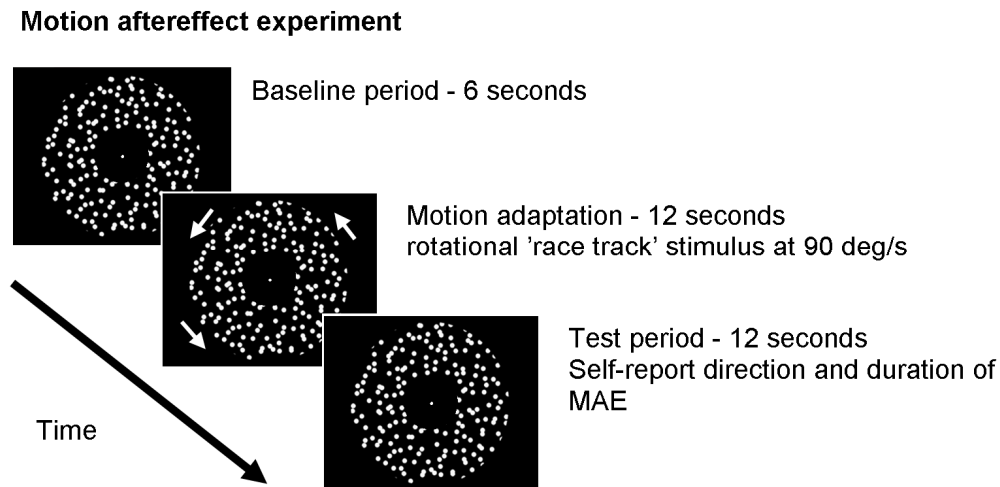 Motion aftereffect experiment
Baseline period - 6 seconds
Motion adaptation - 12 seconds
rotational ’race track’ stimulus at 90 deg/s
Test period - 12 seconds
Self-report direction and duration of
MAE
Time